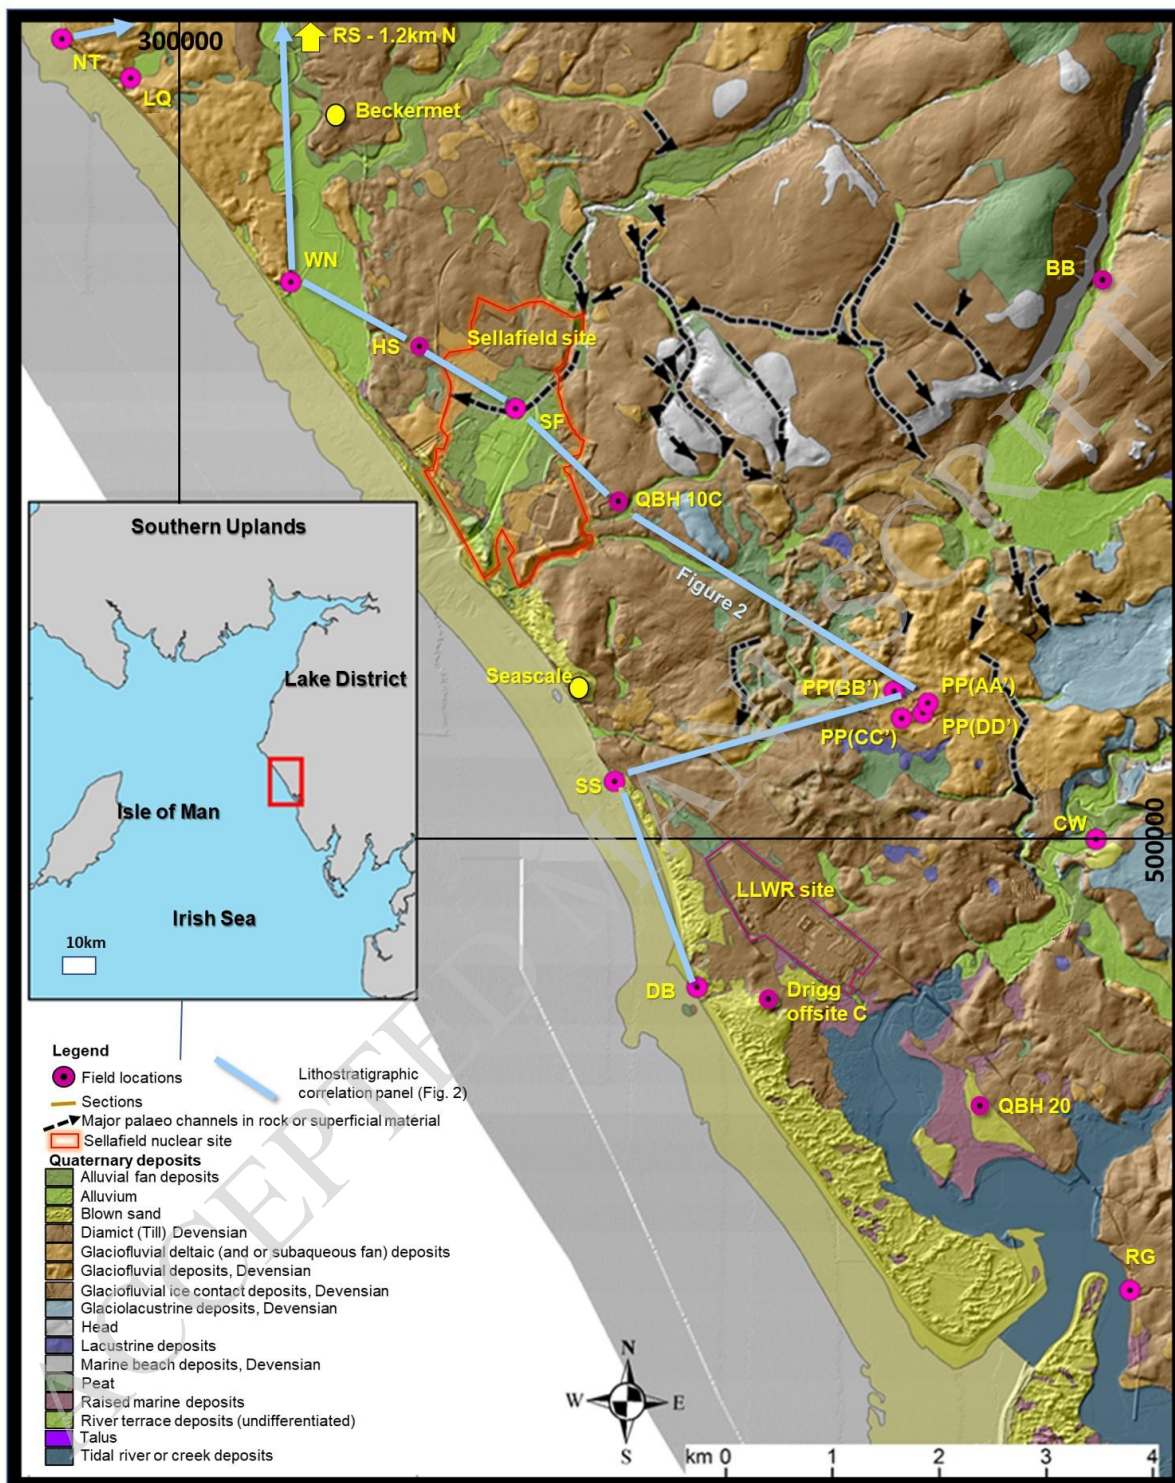 300000
RS - 1.2km N
NT
LQ
Beckermet
WN
BB
HS
Sellafield site
SF
QBH 10C
Figure 2
Seascale
PP(BB')
PP(AA')
PP(CC')
PP(DD')
SS
CW
500000
LLWR site
DB
Drigg
offsite C
QBH 20
RG
Southern Uplands
Lake District
Isle of Man
Irish Sea
10km
Legend
Field locations
Lithostratigraphic
correlation panel (Fig. 2)
Sections
Major palaeo channels in rock or superficial material
Sellafield nuclear site
Quaternary deposits
Alluvial fan deposits
Alluvium
Blown sand
Diamict (Till) Devensian
Glaciofluvial deltaic (and or subaqueous fan) deposits
Glaciofluvial deposits, Devensian
Glaciofluvial ice contact deposits, Devensian
Glaciolacustrine deposits, Devensian
Head
Lacustrine deposits
Marine beach deposits, Devensian
Peat
Raised marine deposits
River terrace deposits (undifferentiated)
Talus
Tidal river or creek deposits
N
W
E
S
km 0 1 2 3 4
ACCEPTED MANUSCRIPT